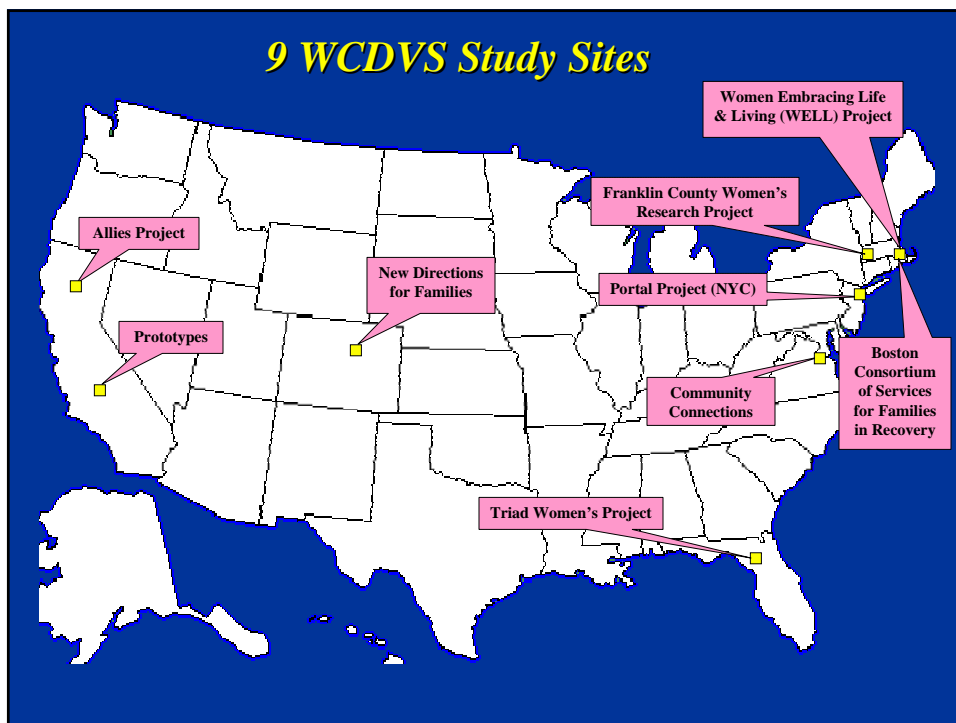 9 WCDVS Study Sites
Women Embracing Life
& Living (WELL) Project
Franklin County Women's
Research Project
Allies Project
New Directions
for Families
Portal Project (NYC)
Prototypes
Boston
Consortium
of Services
for Families
in Recovery
Community
Connections
Triad Women's Project